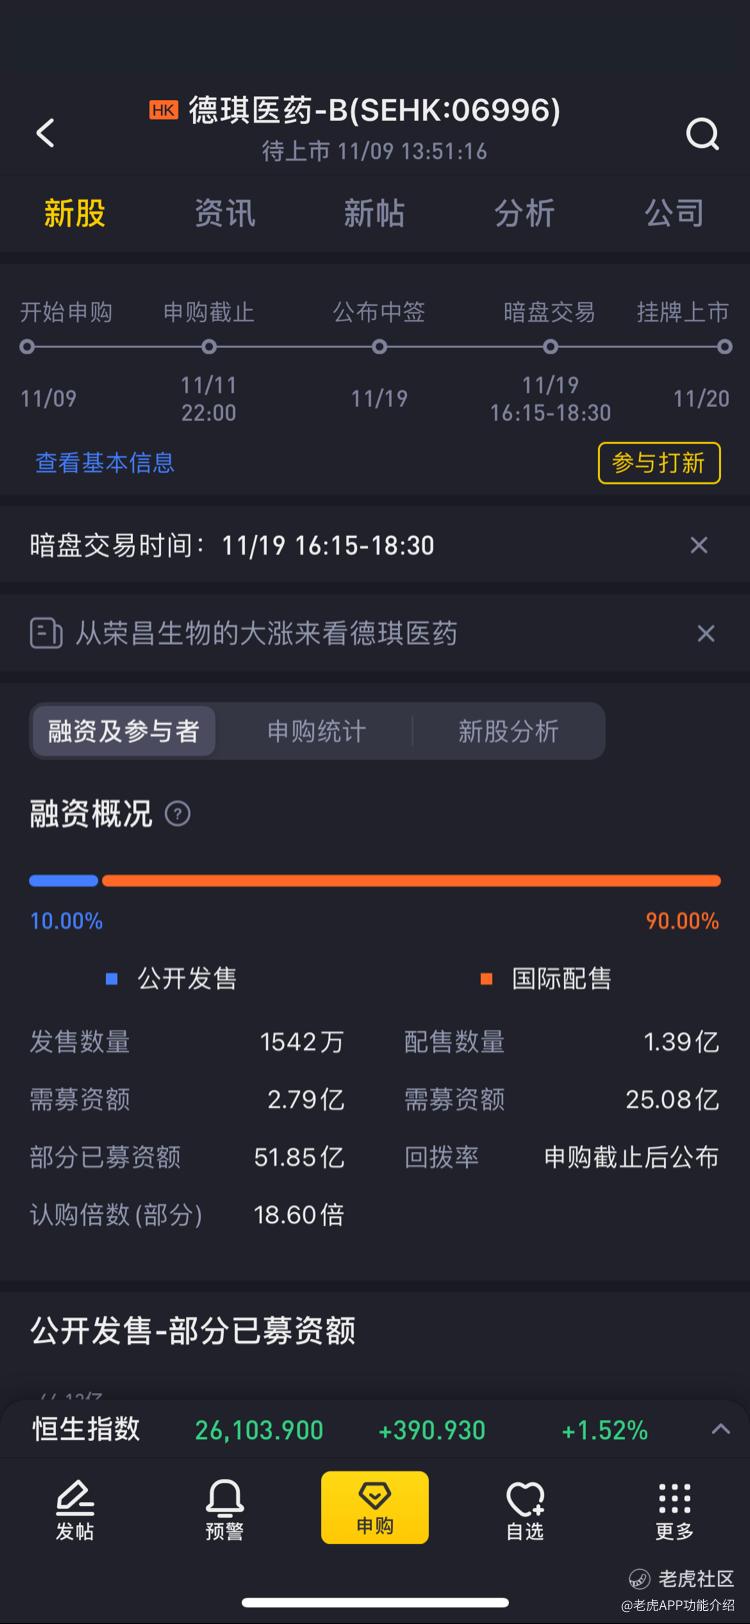 HK 德琪医药-B(SEHK:06996)
待上市 11/09 13:51:16
新股 资讯 新帖 分析 公司
开始申购 申购截止 公布中签 暗盘交易 挂牌上市
11/09 11/11 22:00 11/19 11/19 16:15-18:30 11/20
查看基本信息 参与打新
暗盘交易时间：11/19 16:15-18:30
从荣昌生物的大涨来看德琪医药
融资及参与者 申购统计 新股分析
融资概况 ?
10.00% 90.00%
公开发售 国际配售
发售数量 1542万 配售数量 1.39亿
需募资额 2.79亿 需募资额 25.08亿
部分已募资额 51.85亿 回拨率 申购截止后公布
认购倍数(部分) 18.60倍
公开发售-部分已募资额
恒生指数 26,103.900 +390.930 +1.52%
发帖 预警 申购 自选 更多
老虎社区
@老虎APP功能介绍